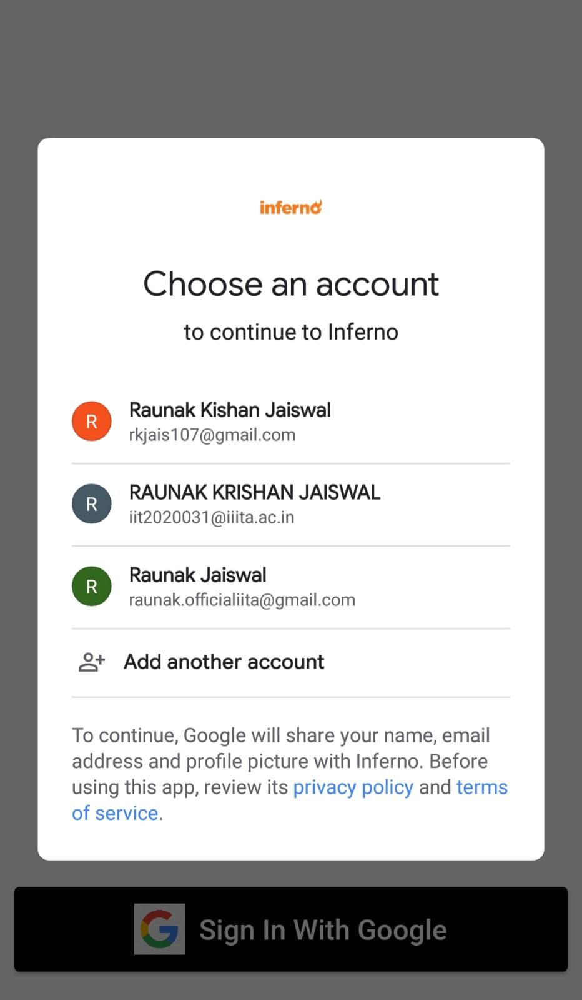 inferno
Choose an account
to continue to Inferno
R
Raunak Kishan Jaiswal
rkjais107@gmail.com
R
RAUNAK KRISHAN JAISWAL
iit2020031@iiita.ac.in
R
Raunak Jaiswal
raunak.officialiita@gmail.com
Add another account
To continue, Google will share your name, email
address and profile picture with Inferno. Before
using this app, review its privacy policy and terms
of service.
G Sign In With Google